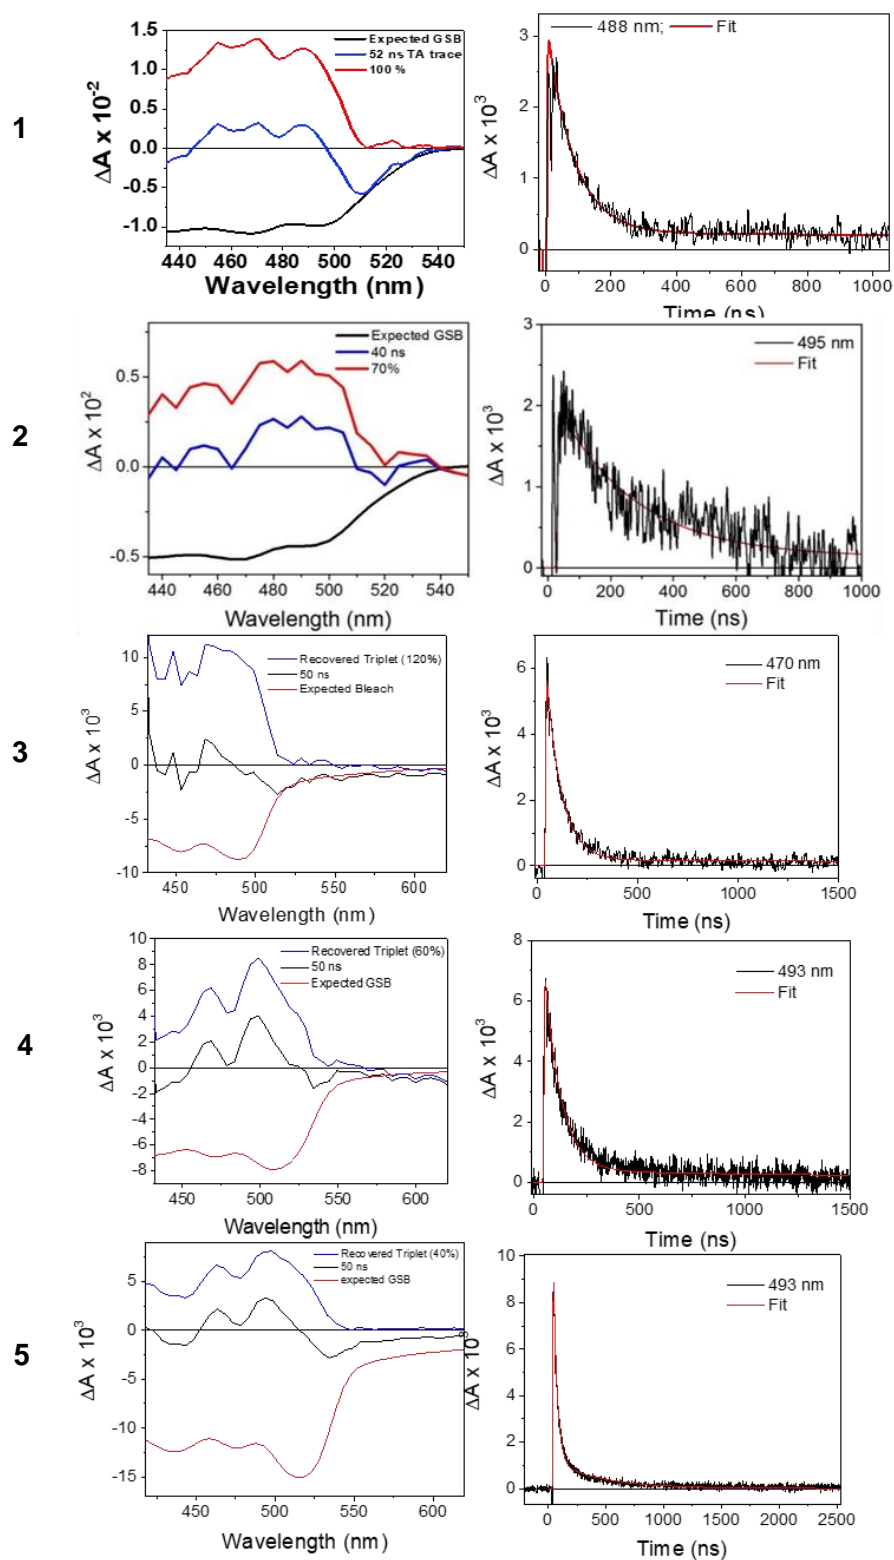 1
1.5
1.0
0.5
0.0
-0.5
-1.0
ΔA x 10⁻²
Expected GSB
52 ns TA trace
100 %
440 460 480 500 520 540
Wavelength (nm)
3
2
1
0
ΔA x 10³
488 nm; Fit
0 200 400 600 800 1000
Time (ns)
2
0.5
0.0
-0.5
ΔA x 10²
Expected GSB
40 ns
70%
440 460 480 500 520 540
Wavelength (nm)
3
2
1
0
ΔA x 10³
495 nm
Fit
0 200 400 600 800 1000
Time (ns)
3
10
5
0
-5
-10
ΔA x 10³
Recovered Triplet (120%)
50 ns
Expected Bleach
450 500 550 600
Wavelength (nm)
6
4
2
0
ΔA x 10³
470 nm
Fit
0 500 1000 1500
Time (ns)
4
10
8
6
4
2
0
-2
-4
-6
-8
ΔA x 10³
Recovered Triplet (60%)
50 ns
Expected GSB
450 500 550 600
Wavelength (nm)
8
6
4
2
0
ΔA x 10³
493 nm
Fit
0 500 1000 1500
Time (ns)
5
5
0
-5
-10
-15
ΔA x 10³
Recovered Triplet (40%)
50 ns
expected GSB
450 500 550 600
Wavelength (nm)
10
8
6
4
2
0
ΔA x 10³
493 nm
Fit
0 500 1000 1500 2000 2500
Time (ns)